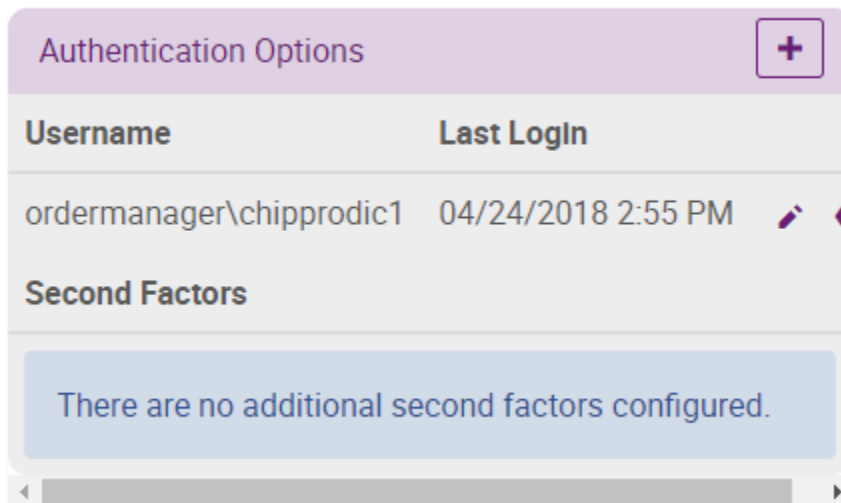 Authentication Options
Username Last Login
ordermanager\chipprodic1 04/24/2018 2:55 PM
Second Factors
There are no additional second factors configured.